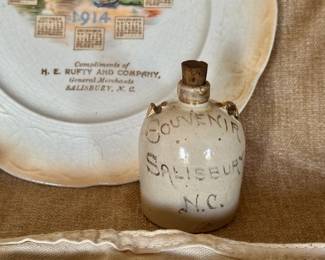 1914
Compliments of
H. E. RUFTY AND COMPANY,
General Merchants
SALISBURY, N. C.
SOUVENIR
SALISBURY
N.C.